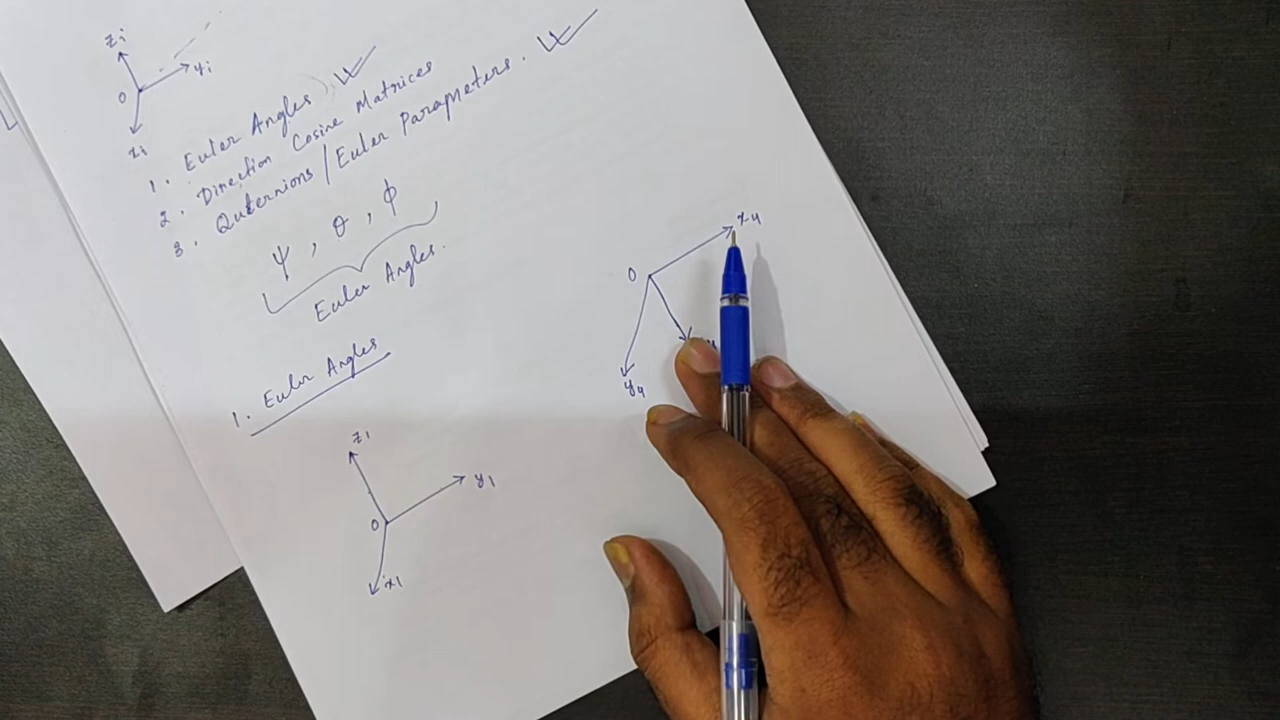 zi
yi
O
xi
1. Euler Angles
2. Direction Cosine Matrices
3. Quternions / Euler Parameters.
ψ, θ, ϕ
Euler Angles.
1. Euler Angles
z1
y1
O
x1
x4
O
y4